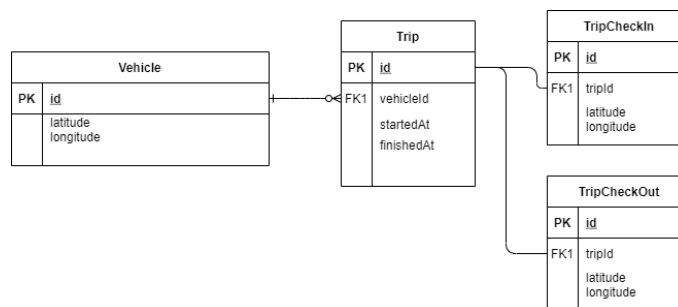 Vehicle
PK id
latitude
longitude
Trip
PK id
FK1 vehicleId
startedAt
finishedAt
TripCheckIn
PK id
FK1 tripId
latitude
longitude
TripCheckOut
PK id
FK1 tripId
latitude
longitude